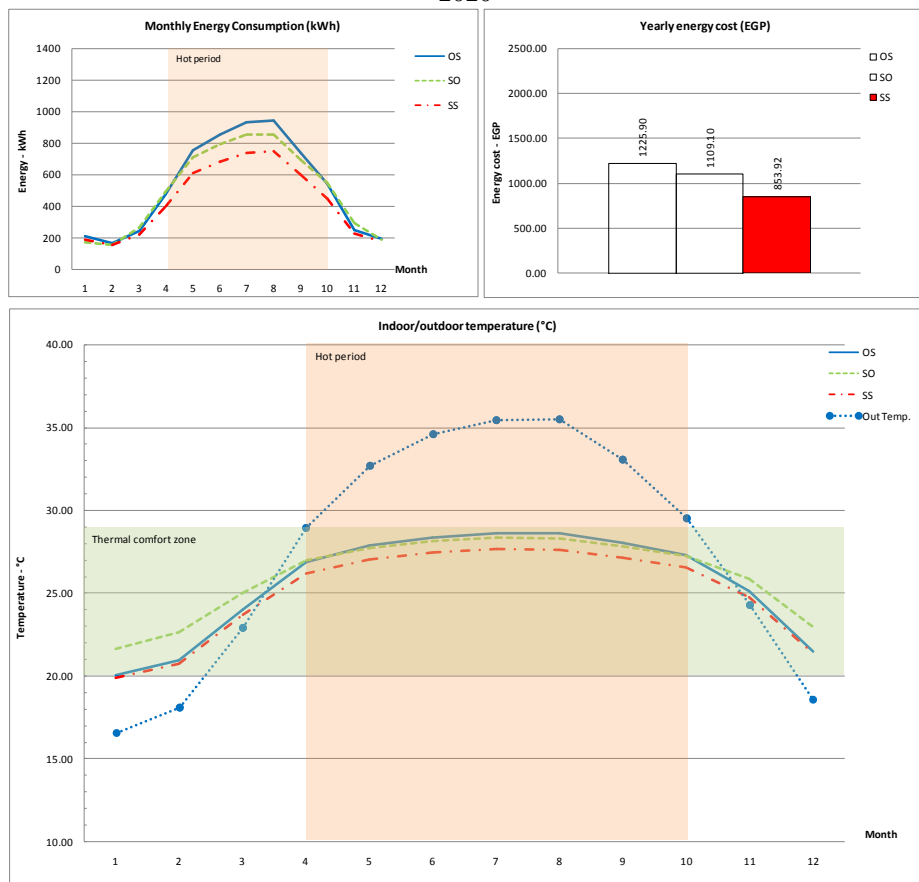 2020
Monthly Energy Consumption (kWh)
1400
1200
1000
800
600
400
200
0
Energy - kWh
Hot period
OS
SO
SS
1 2 3 4 5 6 7 8 9 10 11 12
Month
Yearly energy cost (EGP)
2500.00
2000.00
1500.00
1000.00
500.00
0.00
Energy cost - EGP
1225.90
1109.10
853.92
OS
SO
SS
Indoor/outdoor temperature (°C)
40.00
35.00
30.00
25.00
20.00
15.00
10.00
Temperature - °C
Hot period
Thermal comfort zone
OS
SO
SS
Out Temp.
Month
1 2 3 4 5 6 7 8 9 10 11 12